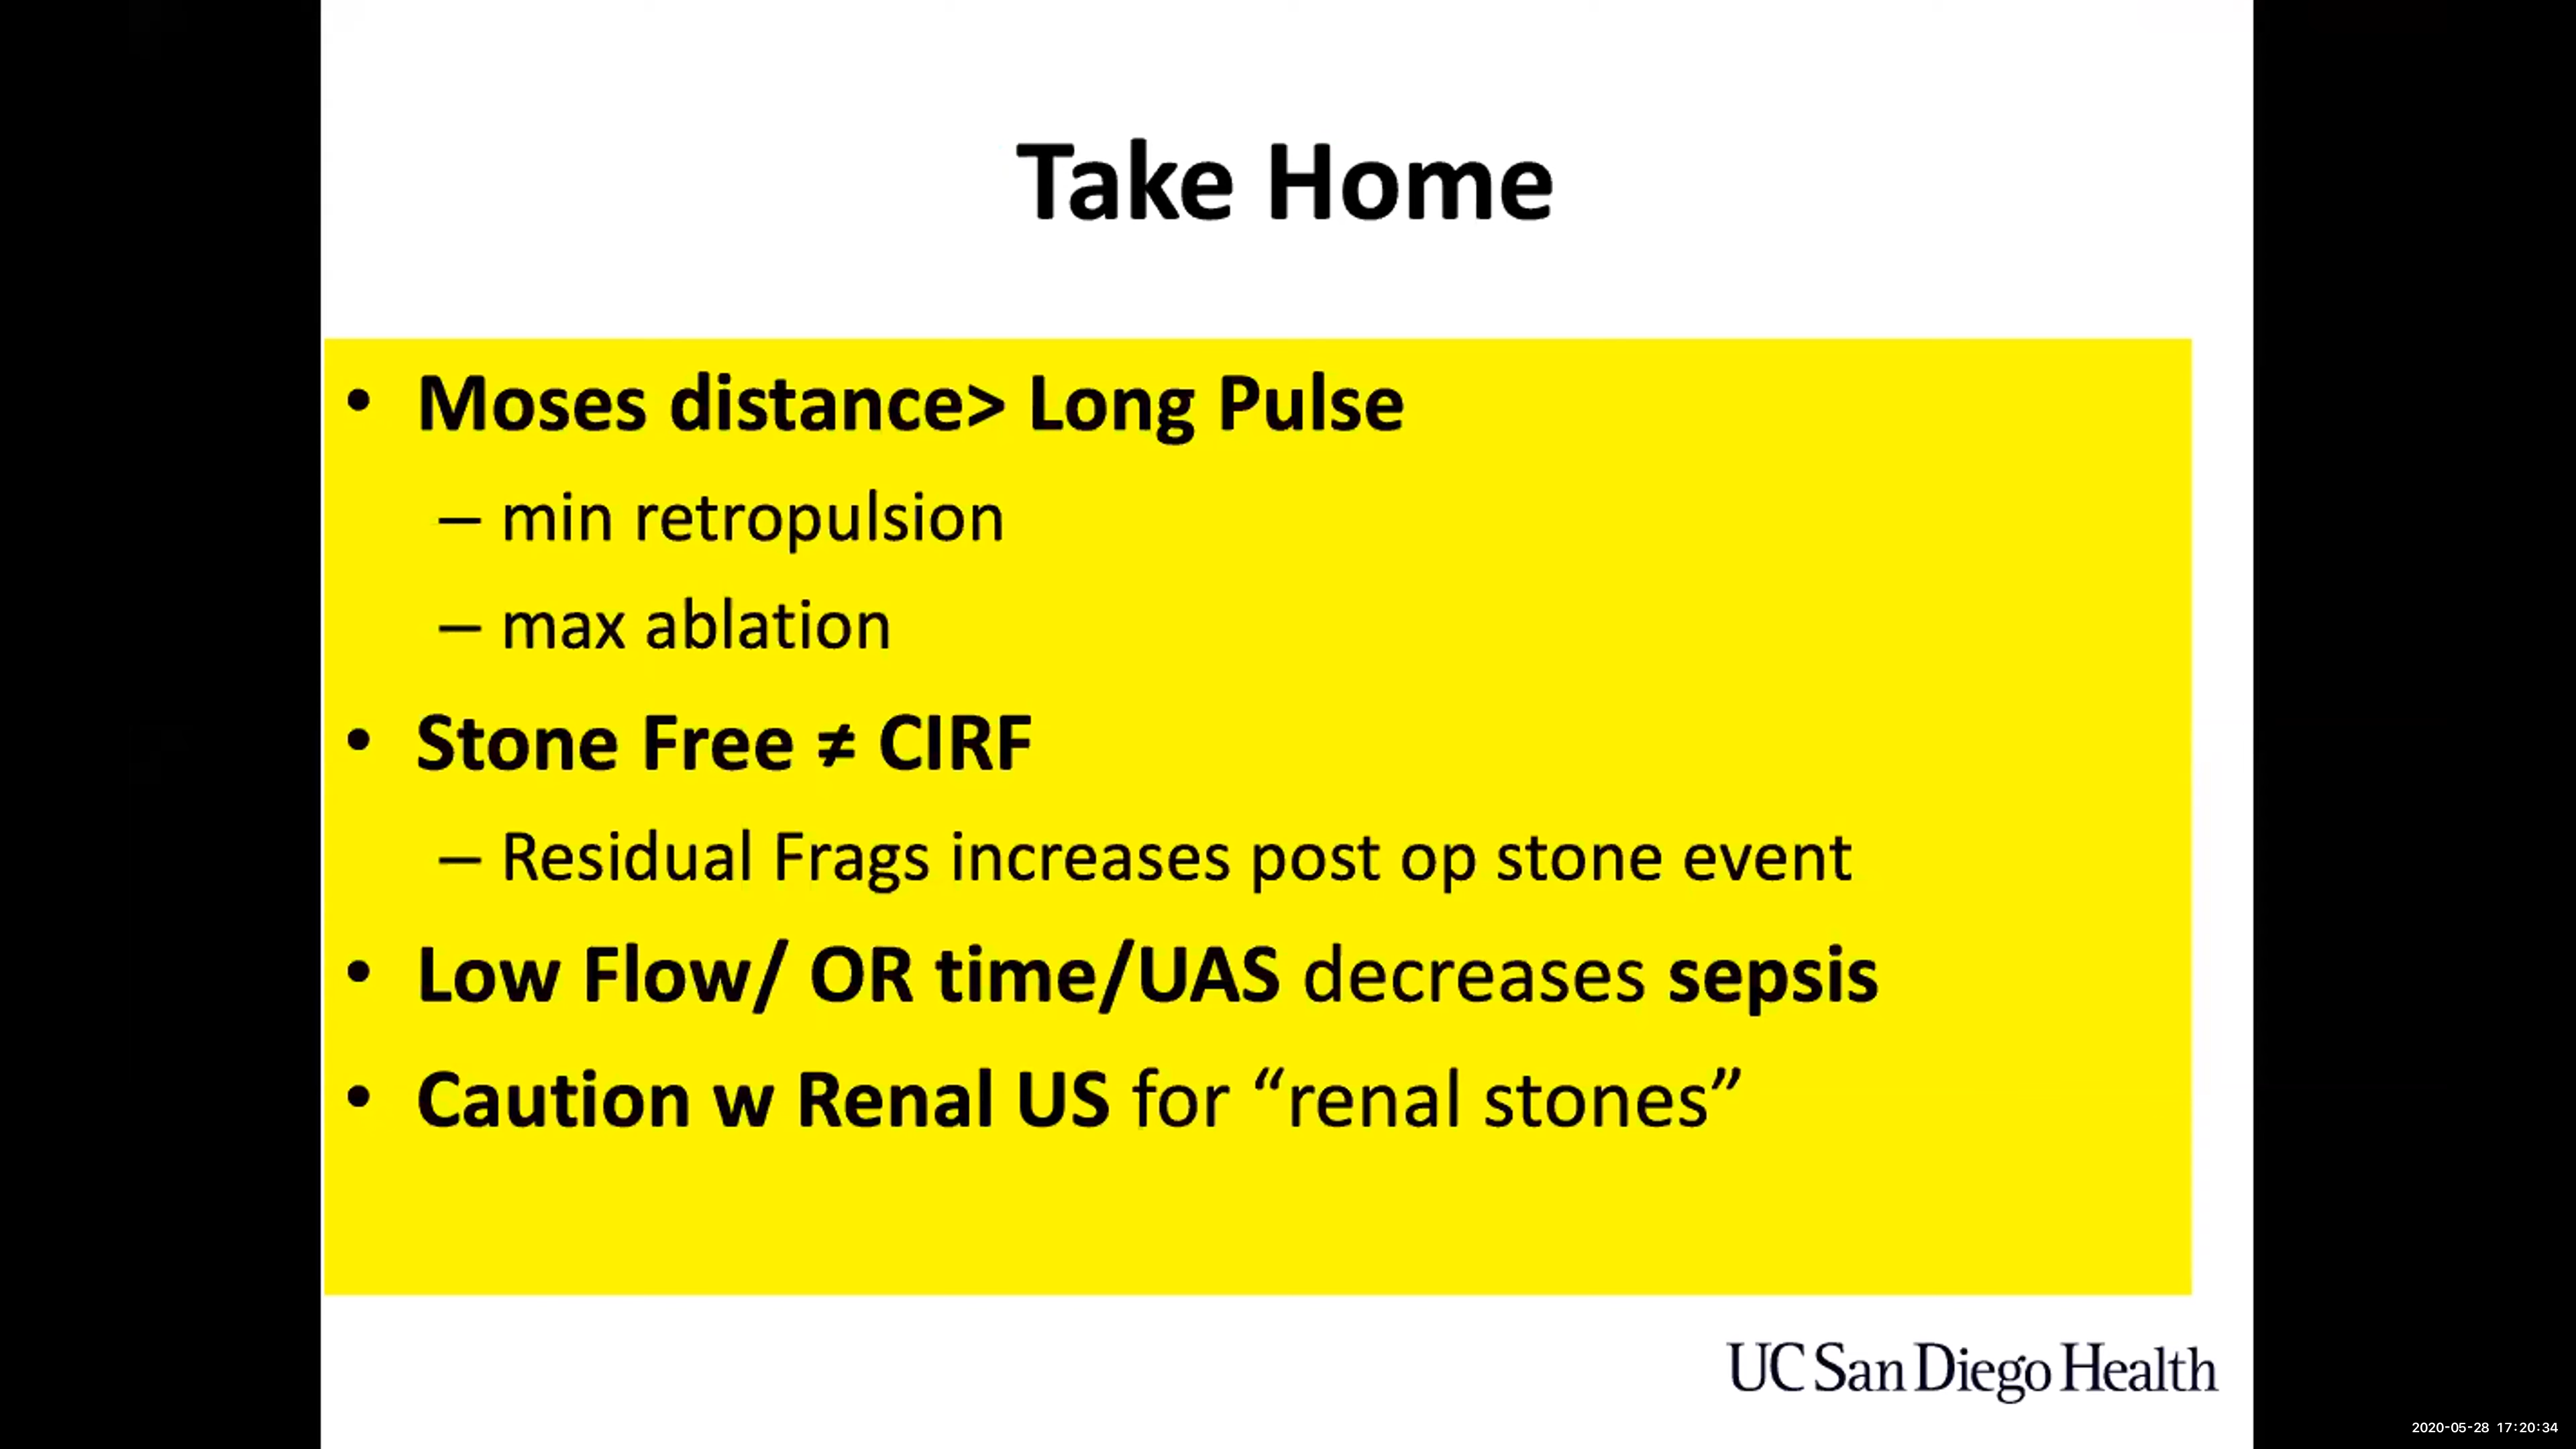 Take Home
• Moses distance> Long Pulse
– min retropulsion
– max ablation
• Stone Free ≠ CIRF
– Residual Frags increases post op stone event
• Low Flow/ OR time/UAS decreases sepsis
• Caution w Renal US for “renal stones”
UC San Diego Health
2020-05-28 17:20:34